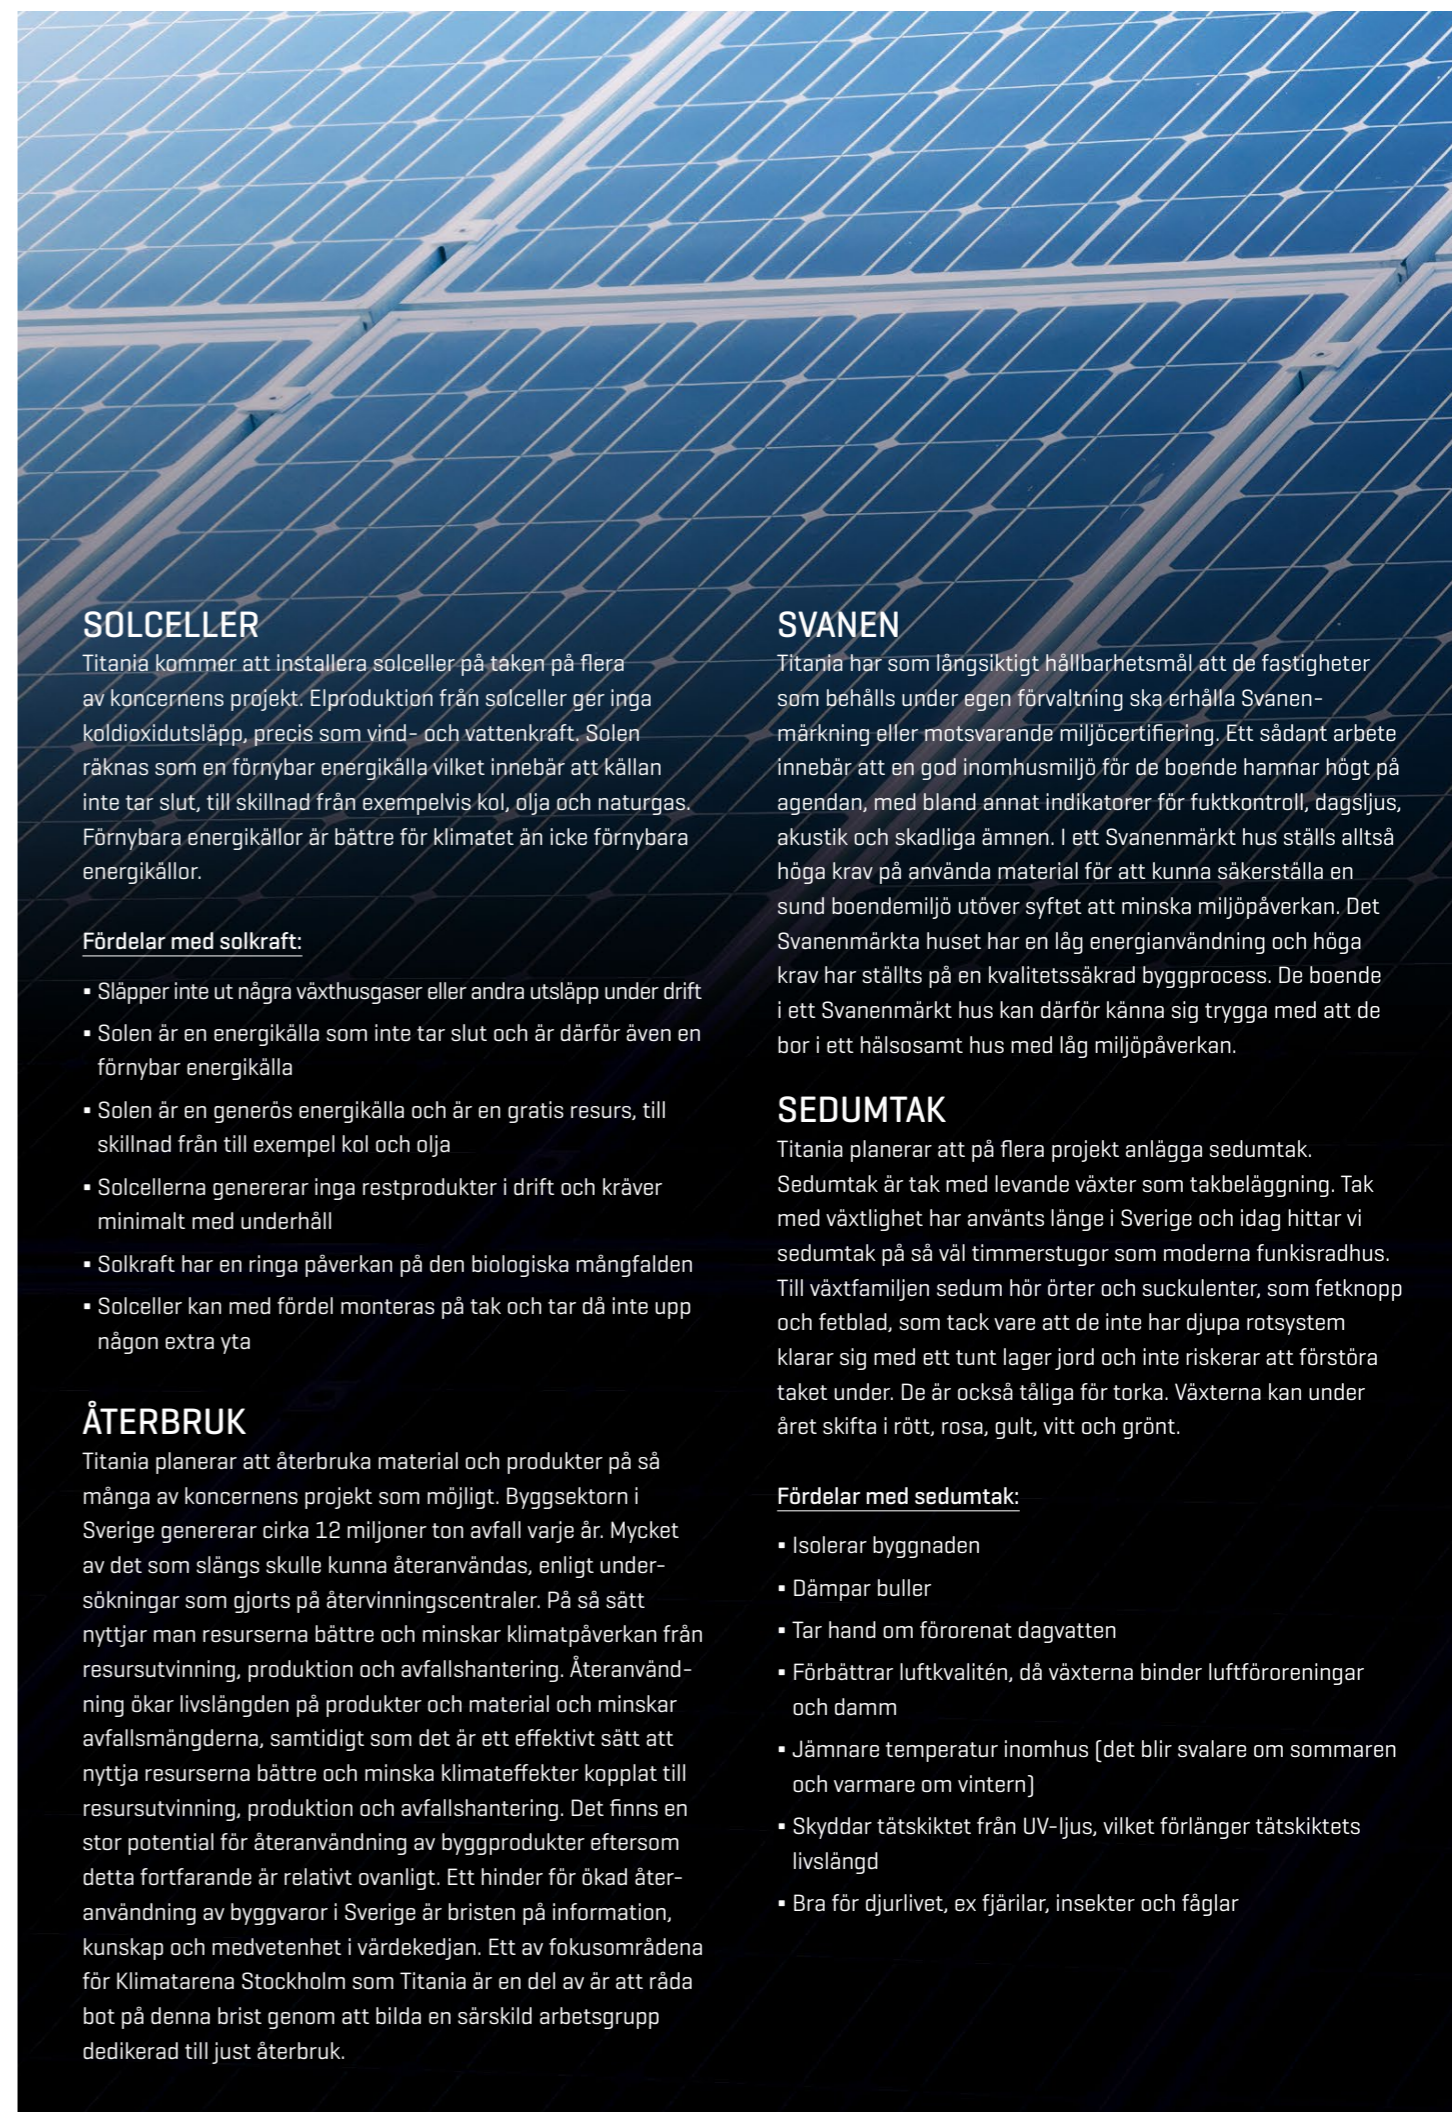 SOLCELLER
Titania kommer att installera solceller på taken på flera
av koncernens projekt. Elproduktion från solceller ger inga
koldioxidutsläpp, precis som vind- och vattenkraft. Solen
räknas som en förnybar energikälla vilket innebär att källan
inte tar slut, till skillnad från exempelvis kol, olja och naturgas.
Förnybara energikällor är bättre för klimatet än icke förnybara
energikällor.
Fördelar med solkraft:
▪ Släpper inte ut några växthusgaser eller andra utsläpp under drift
▪ Solen är en energikälla som inte tar slut och är därför även en
förnybar energikälla
▪ Solen är en generös energikälla och är en gratis resurs, till
skillnad från till exempel kol och olja
▪ Solcellerna genererar inga restprodukter i drift och kräver
minimalt med underhåll
▪ Solkraft har en ringa påverkan på den biologiska mångfalden
▪ Solceller kan med fördel monteras på tak och tar då inte upp
någon extra yta
ÅTERBRUK
Titania planerar att återbruka material och produkter på så
många av koncernens projekt som möjligt. Byggsektorn i
Sverige genererar cirka 12 miljoner ton avfall varje år. Mycket
av det som slängs skulle kunna återanvändas, enligt under-
sökningar som gjorts på återvinningscentraler. På så sätt
nyttjar man resurserna bättre och minskar klimatpåverkan från
resursutvinning, produktion och avfallshantering. Återanvänd-
ning ökar livslängden på produkter och material och minskar
avfallsmängderna, samtidigt som det är ett effektivt sätt att
nyttja resurserna bättre och minska klimateffekter kopplat till
resursutvinning, produktion och avfallshantering. Det finns en
stor potential för återanvändning av byggprodukter eftersom
detta fortfarande är relativt ovanligt. Ett hinder för ökad åter-
användning av byggvaror i Sverige är bristen på information,
kunskap och medvetenhet i värdekedjan. Ett av fokusområdena
för Klimatarena Stockholm som Titania är en del av är att råda
bot på denna brist genom att bilda en särskild arbetsgrupp
dedikerad till just återbruk.
SVANEN
Titania har som långsiktigt hållbarhetsmål att de fastigheter
som behålls under egen förvaltning ska erhålla Svanen-
märkning eller motsvarande miljöcertifiering. Ett sådant arbete
innebär att en god inomhusmiljö för de boende hamnar högt på
agendan, med bland annat indikatorer för fuktkontroll, dagsljus,
akustik och skadliga ämnen. I ett Svanenmärkt hus ställs alltså
höga krav på använda material för att kunna säkerställa en
sund boendemiljö utöver syftet att minska miljöpåverkan. Det
Svanenmärkta huset har en låg energianvändning och höga
krav har ställts på en kvalitetssäkrad byggprocess. De boende
i ett Svanenmärkt hus kan därför känna sig trygga med att de
bor i ett hälsosamt hus med låg miljöpåverkan.
SEDUMTAK
Titania planerar att på flera projekt anlägga sedumtak.
Sedumtak är tak med levande växter som takbeläggning. Tak
med växtlighet har använts länge i Sverige och idag hittar vi
sedumtak på så väl timmerstugor som moderna funkisradhus.
Till växtfamiljen sedum hör örter och suckulenter, som fetknopp
och fetblad, som tack vare att de inte har djupa rotsystem
klarar sig med ett tunt lager jord och inte riskerar att förstöra
taket under. De är också tåliga för torka. Växterna kan under
året skifta i rött, rosa, gult, vitt och grönt.
Fördelar med sedumtak:
▪ Isolerar byggnaden
▪ Dämpar buller
▪ Tar hand om förorenat dagvatten
▪ Förbättrar luftkvalitén, då växterna binder luftföroreningar
och damm
▪ Jämnare temperatur inomhus (det blir svalare om sommaren
och varmare om vintern)
▪ Skyddar tätskiktet från UV-ljus, vilket förlänger tätskiktets
livslängd
▪ Bra för djurlivet, ex fjärilar, insekter och fåglar